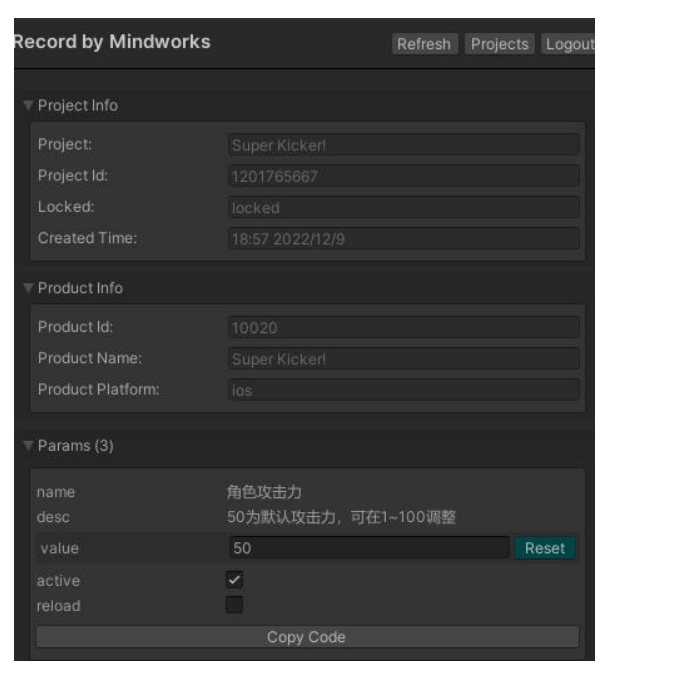 Record by Mindworks Refresh Projects Logout
Project Info
Project: Super Kicker!
Project Id: 1201765667
Locked: locked
Created Time: 18:57 2022/12/9
Product Info
Product Id: 10020
Product Name: Super Kicker!
Product Platform: ios
Params (3)
name 角色攻击力
desc 50为默认攻击力，可在1~100调整
value 50 Reset
active
reload
Copy Code